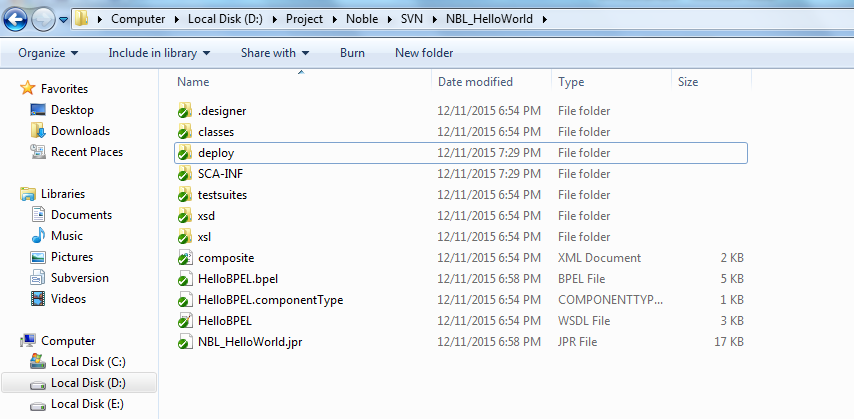 Computer Local Disk (D:) Project Noble SVN NBL_HelloWorld
Organize Include in library Share with Burn New folder
Favorites
Desktop
Downloads
Recent Places
Libraries
Documents
Music
Pictures
Subversion
Videos
Computer
Local Disk (C:)
Local Disk (D:)
Local Disk (E:)
Name Date modified Type Size
.designer 12/11/2015 6:54 PM File folder
classes 12/11/2015 6:54 PM File folder
deploy 12/11/2015 7:29 PM File folder
SCA-INF 12/11/2015 7:29 PM File folder
testsuites 12/11/2015 6:54 PM File folder
xsd 12/11/2015 6:54 PM File folder
xsl 12/11/2015 6:54 PM File folder
composite 12/11/2015 6:54 PM XML Document 2 KB
HelloBPEL.bpel 12/11/2015 6:58 PM BPEL File 5 KB
HelloBPEL.componentType 12/11/2015 6:54 PM COMPONENTTYP... 1 KB
HelloBPEL 12/11/2015 6:54 PM WSDL File 3 KB
NBL_HelloWorld.jpr 12/11/2015 6:58 PM JPR File 17 KB